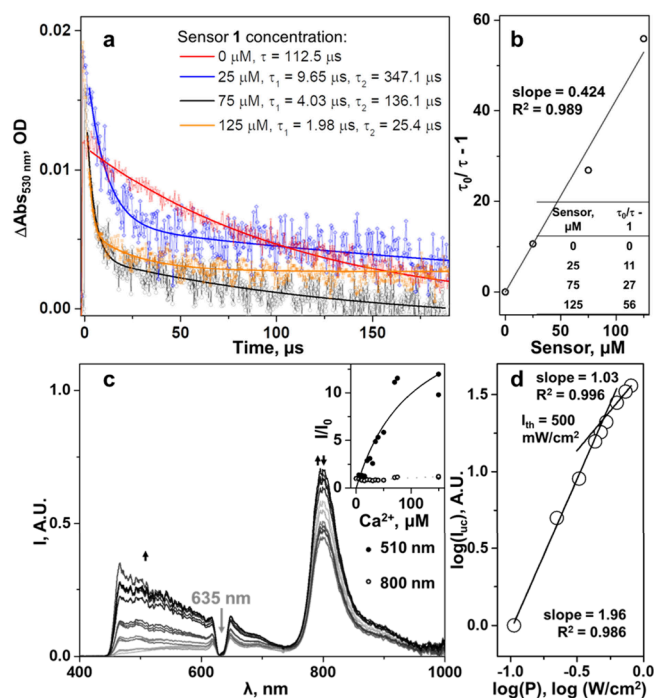 a
Sensor 1 concentration:
0 μM, τ = 112.5 μs
25 μM, τ1 = 9.65 μs, τ2 = 347.1 μs
75 μM, τ1 = 4.03 μs, τ2 = 136.1 μs
125 μM, τ1 = 1.98 μs, τ2 = 25.4 μs
ΔAbs530 nm, OD
0.02
0.01
0.00
0 50 100 150
Time, μs
b
slope = 0.424
R² = 0.989
τ0/ τ - 1
60
40
20
0
Sensor, τ0/τ -
μM 1
0 0
25 11
75 27
125 56
0 50 100
Sensor, μM
c
I, A.U.
1.0
0.5
0.0
635 nm
400 500 600 700 800 900 1000
λ, nm
I/I0
10
5
0
0 50 100 150
Ca²⁺, μM
510 nm
800 nm
d
slope = 1.03
R² = 0.996
Ith = 500
mW/cm²
log(Iuc), A.U.
1.5
1.0
0.5
0.0
slope = 1.96
R² = 0.986
-1.0 -0.5 0.0
log(P), log (W/cm²)